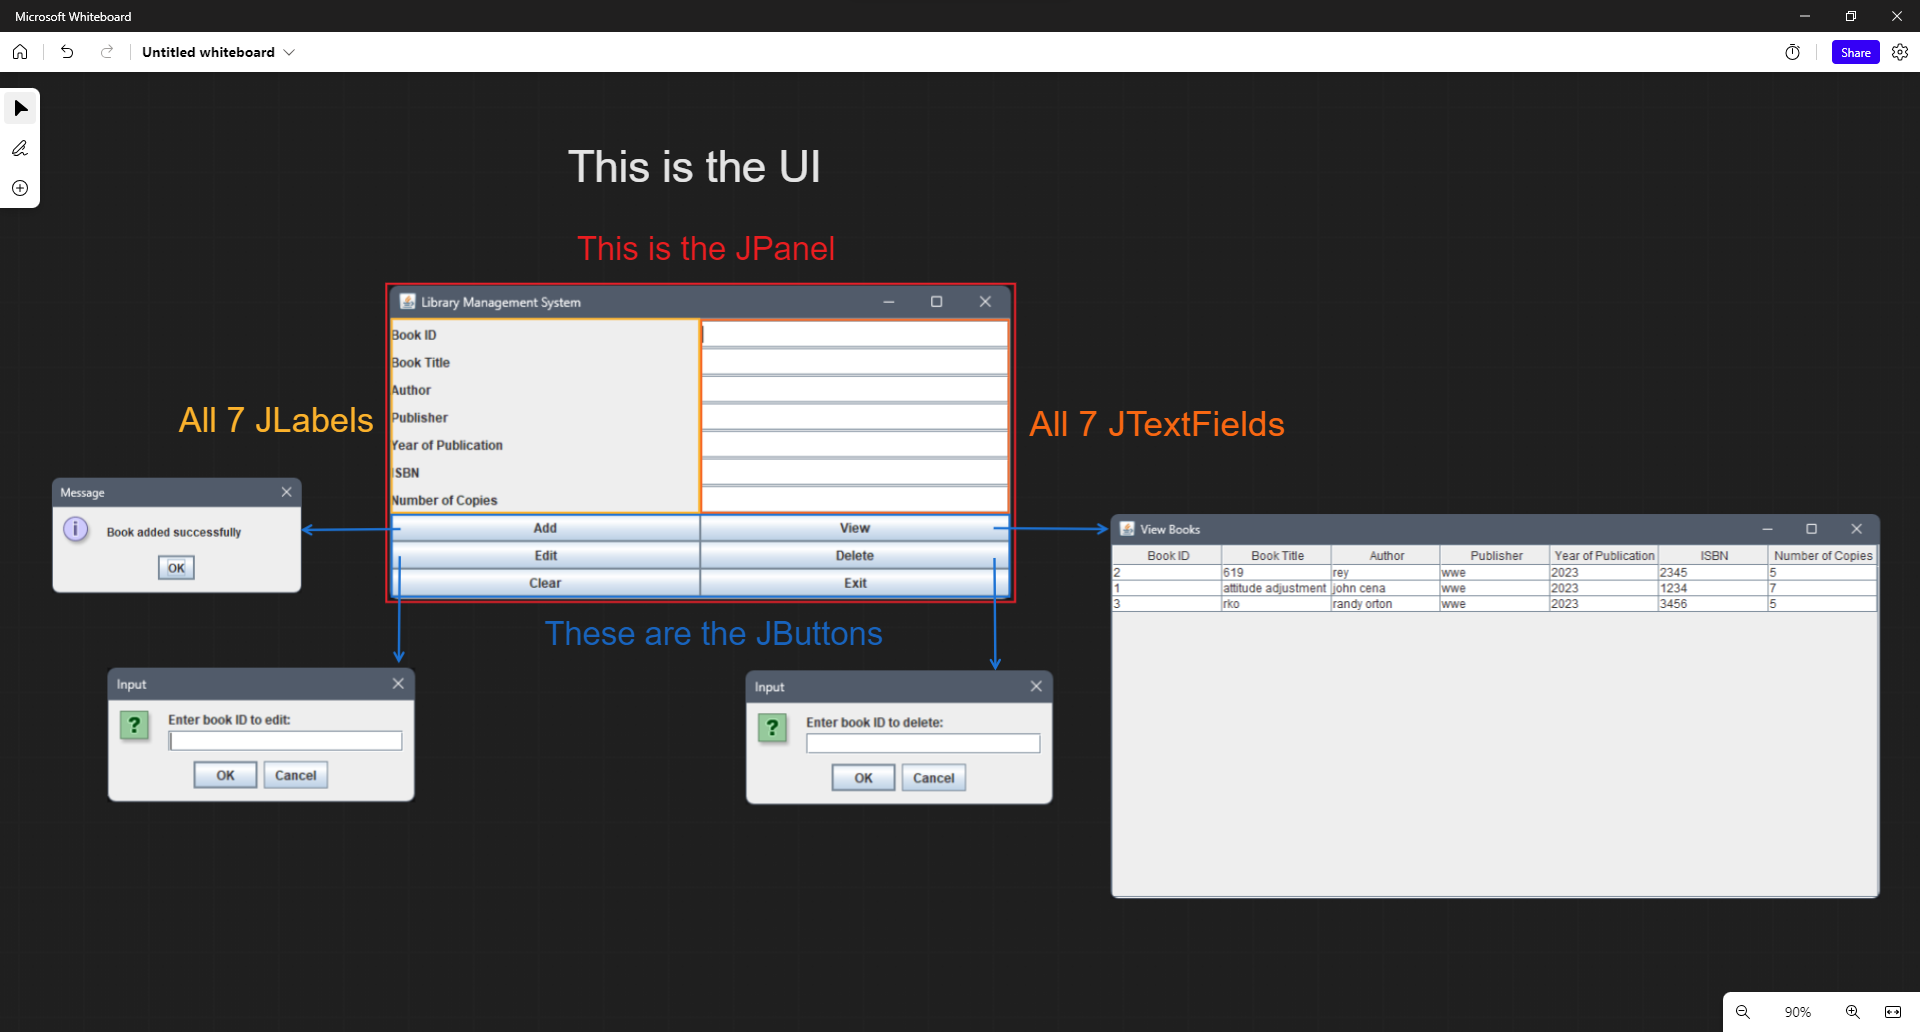 Microsoft Whiteboard
Untitled whiteboard
Share
This is the UI
This is the JPanel
Library Management System
Book ID
Book Title
Author
Publisher
Year of Publication
ISBN
Number of Copies
Add View
Edit Delete
Clear Exit
All 7 JLabels
All 7 JTextFields
These are the JButtons
Message
Book added successfully
OK
Input
Enter book ID to edit:
OK Cancel
Input
Enter book ID to delete:
OK Cancel
View Books
Book ID Book Title Author Publisher Year of Publication ISBN Number of Copies
2 619 rey wwe 2023 2345 5
1 attitude adjustment john cena wwe 2023 1234 7
3 rko randy orton wwe 2023 3456 5
90%